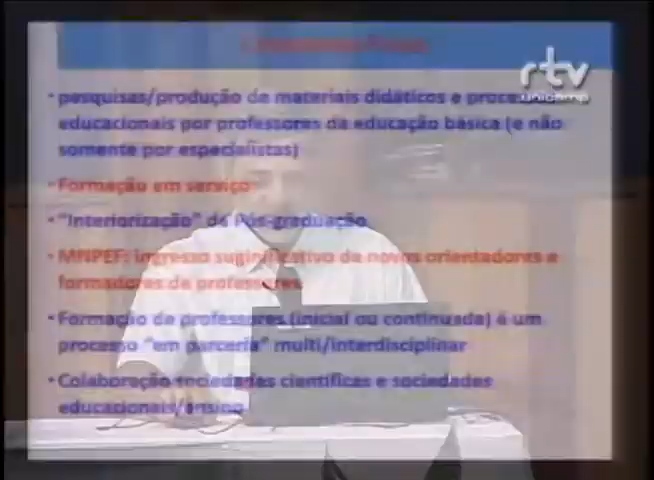 rtv
unicamp
• pesquisas/produção de materiais didáticos e
educacionais por professores da educação básica (e não
somente por especialistas)
• Formação em serviço
• "Interiorização" da Pós-graduação
• MNPEF: ingresso suginificativo de novos orientadores e
formadores de professores
• Formação de professores (inicial ou continuada) é um
processo "em parceria" multi/interdisciplinar
• Colaboração sociedades científicas e sociedades
educacionais/ensino